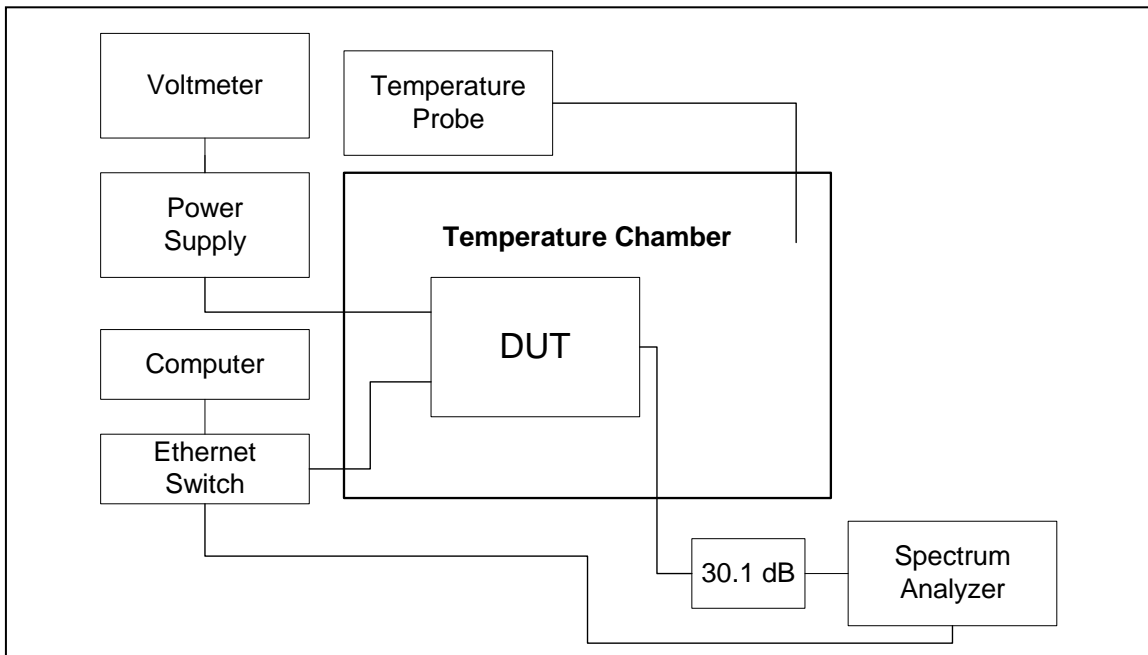 Voltmeter
Temperature
Probe
Power
Supply
Temperature Chamber
DUT
Computer
Ethernet
Switch
30.1 dB
Spectrum
Analyzer